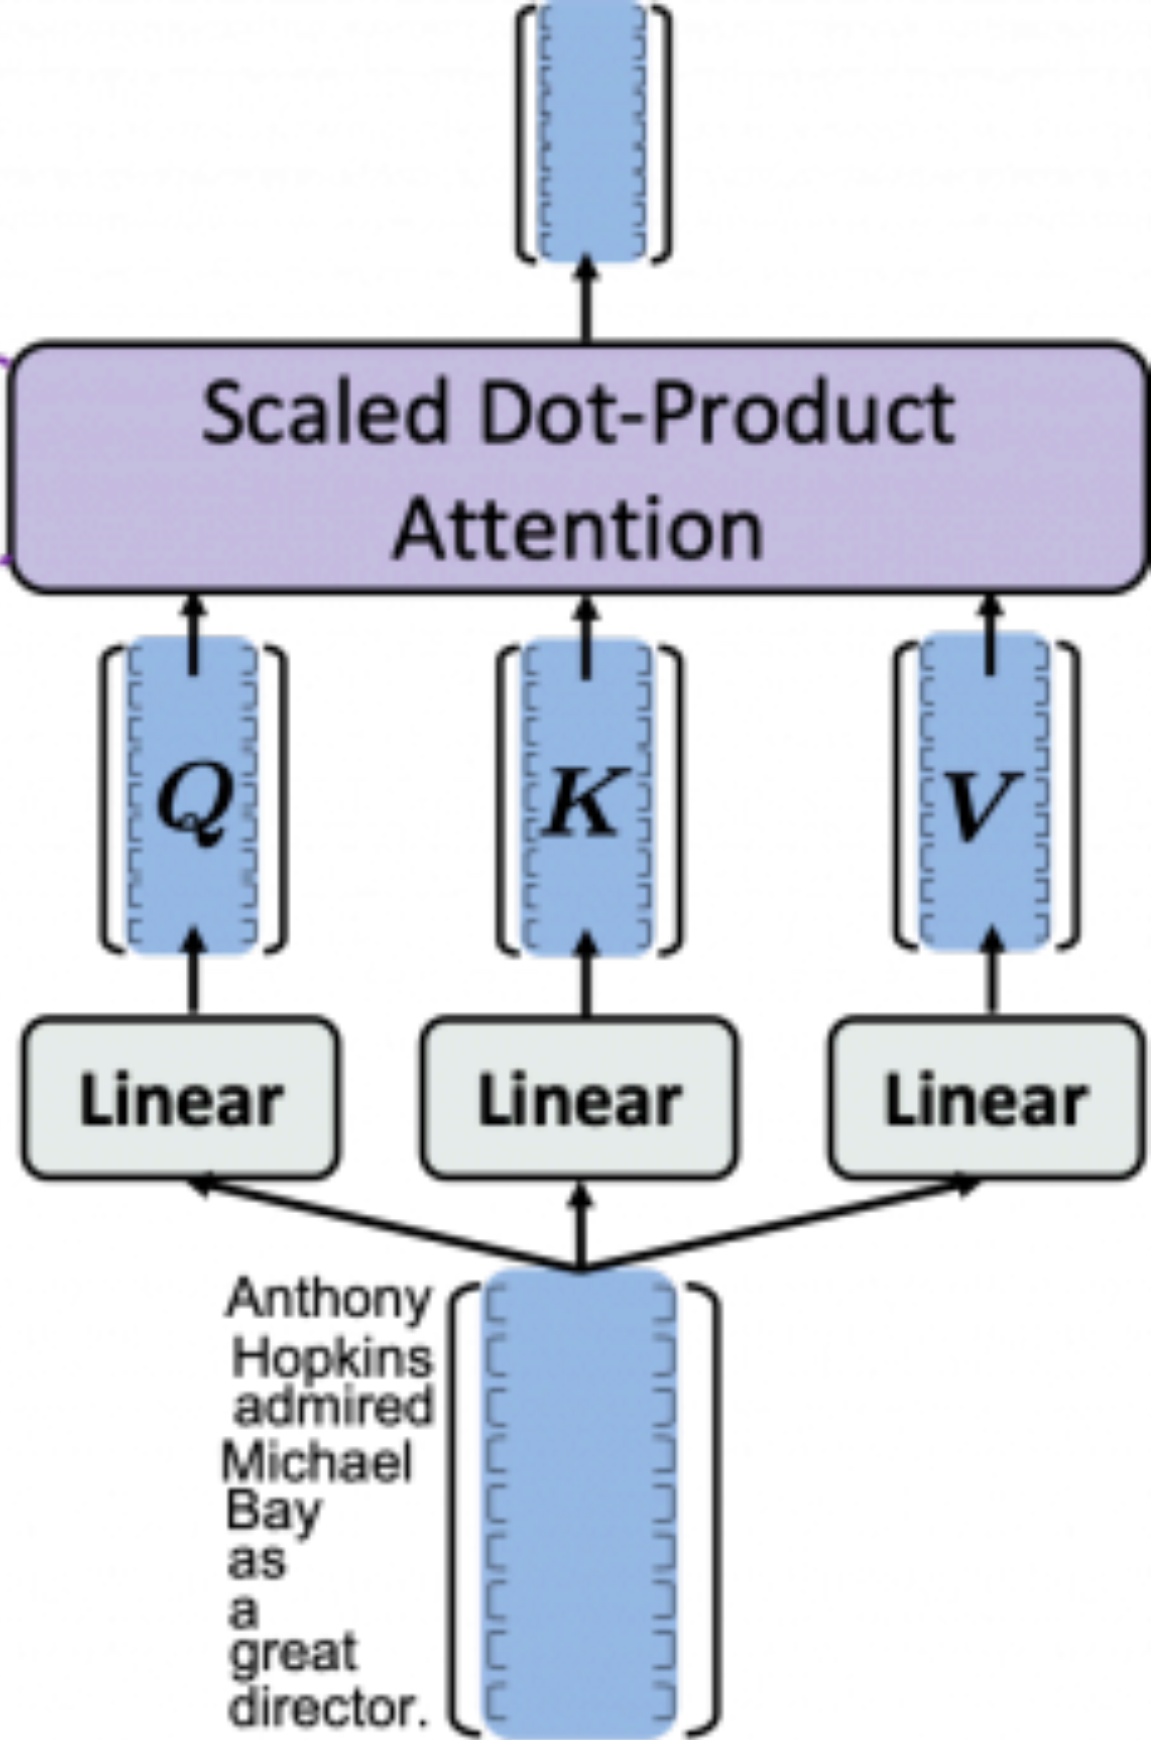 Scaled Dot-Product
Attention
Q K V
Linear Linear Linear
Anthony
Hopkins
admired
Michael
Bay
as
a
great
director.